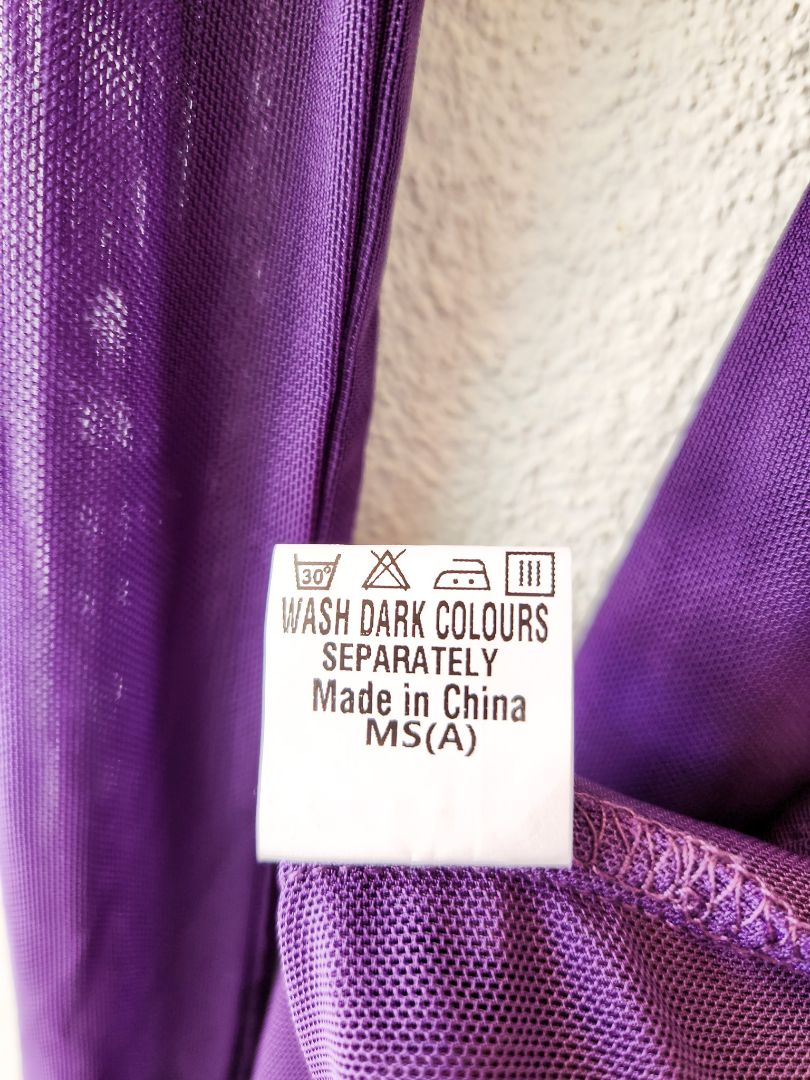 30°
WASH DARK COLOURS
SEPARATELY
Made in China
MS(A)